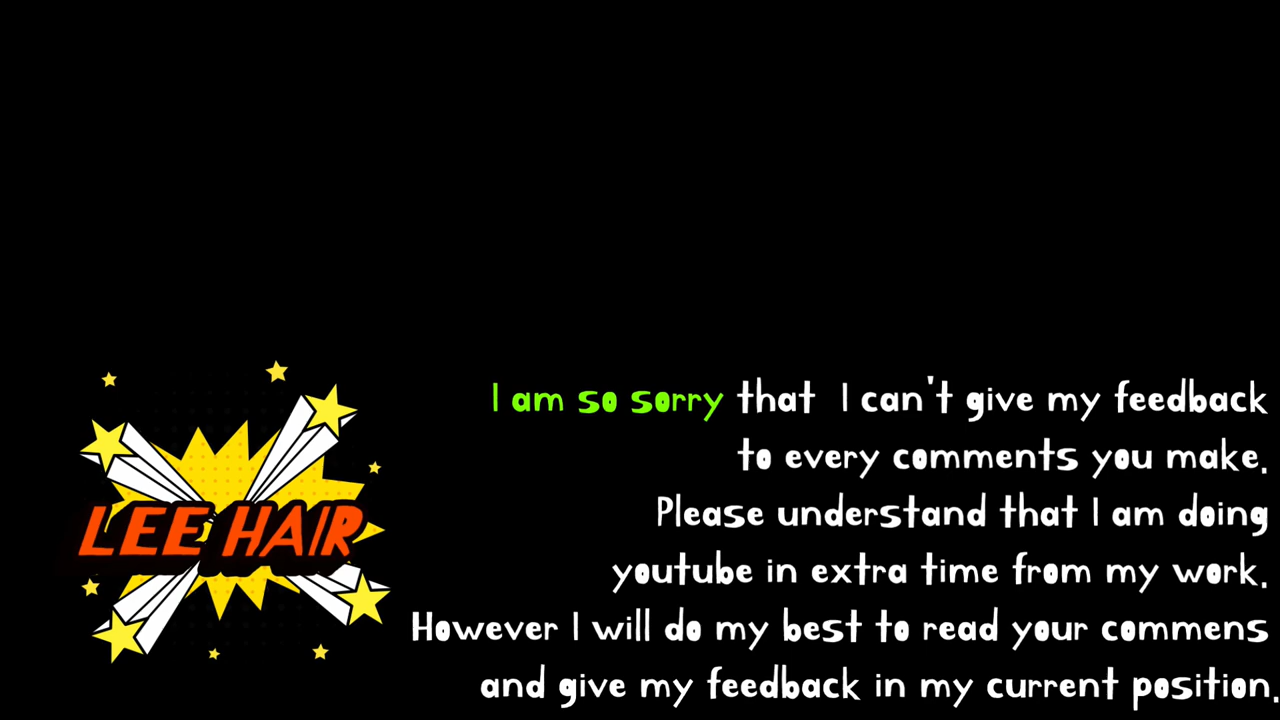 I am so sorry that I can't give my feedback
to every comments you make.
Please understand that I am doing
youtube in extra time from my work.
LEE HAIR
However I will do my best to read your commens
and give my feedback in my current position.